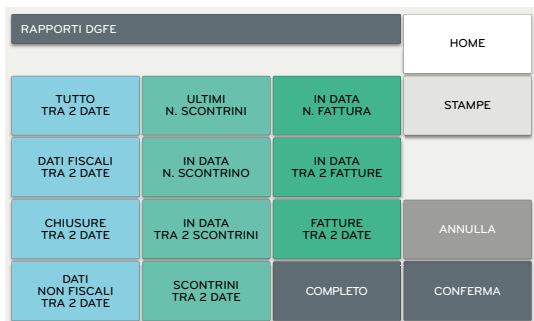 RAPPORTI DGFE
HOME
TUTTO
TRA 2 DATE
ULTIMI
N. SCONTRINI
IN DATA
N. FATTURA
STAMPE
DATI FISCALI
TRA 2 DATE
IN DATA
N. SCONTRINO
IN DATA
TRA 2 FATTURE
CHIUSURE
TRA 2 DATE
IN DATA
TRA 2 SCONTRINI
FATTURE
TRA 2 DATE
ANNULLA
DATI
NON FISCALI
TRA 2 DATE
SCONTRINI
TRA 2 DATE
COMPLETO
CONFERMA